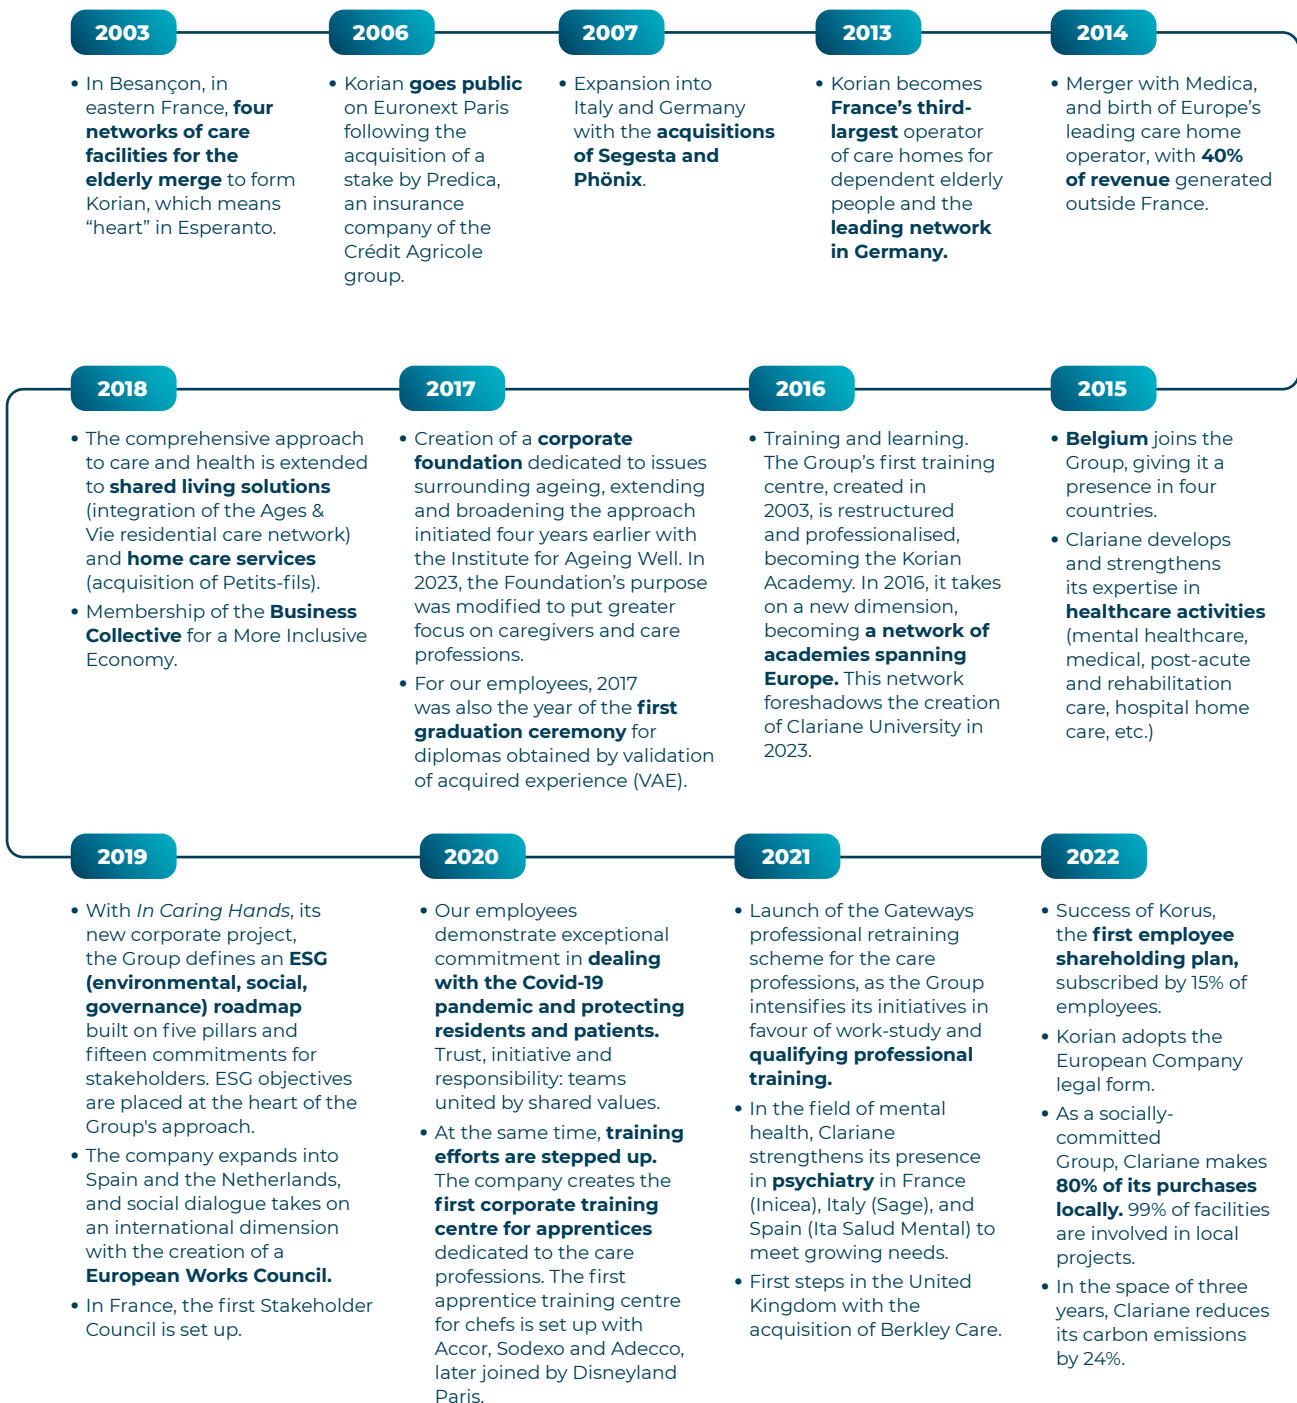 2003
• In Besançon, in
eastern France, four
networks of care
facilities for the
elderly merge to form
Korian, which means
“heart” in Esperanto.
2006
• Korian goes public
on Euronext Paris
following the
acquisition of a
stake by Predica,
an insurance
company of the
Crédit Agricole
group.
2007
• Expansion into
Italy and Germany
with the acquisitions
of Segesta and
Phönix.
2013
• Korian becomes
France’s third-
largest operator
of care homes for
dependent elderly
people and the
leading network
in Germany.
2014
• Merger with Medica,
and birth of Europe’s
leading care home
operator, with 40%
of revenue generated
outside France.
2015
• Belgium joins the
Group, giving it a
presence in four
countries.
• Clariane develops
and strengthens
its expertise in
healthcare activities
(mental healthcare,
medical, post-acute
and rehabilitation
care, hospital home
care, etc.)
2016
• Training and learning.
The Group’s first training
centre, created in
2003, is restructured
and professionalised,
becoming the Korian
Academy. In 2016, it takes
on a new dimension,
becoming a network of
academies spanning
Europe. This network
foreshadows the creation
of Clariane University in
2023.
2017
• Creation of a corporate
foundation dedicated to issues
surrounding ageing, extending
and broadening the approach
initiated four years earlier with
the Institute for Ageing Well. In
2023, the Foundation’s purpose
was modified to put greater
focus on caregivers and care
professions.
• For our employees, 2017
was also the year of the first
graduation ceremony for
diplomas obtained by validation
of acquired experience (VAE).
2018
• The comprehensive approach
to care and health is extended
to shared living solutions
(integration of the Ages &
Vie residential care network)
and home care services
(acquisition of Petits-fils).
• Membership of the Business
Collective for a More Inclusive
Economy.
2019
• With In Caring Hands, its
new corporate project,
the Group defines an ESG
(environmental, social,
governance) roadmap
built on five pillars and
fifteen commitments for
stakeholders. ESG objectives
are placed at the heart of the
Group's approach.
• The company expands into
Spain and the Netherlands,
and social dialogue takes on
an international dimension
with the creation of a
European Works Council.
• In France, the first Stakeholder
Council is set up.
2020
• Our employees
demonstrate exceptional
commitment in dealing
with the Covid-19
pandemic and protecting
residents and patients.
Trust, initiative and
responsibility: teams
united by shared values.
• At the same time, training
efforts are stepped up.
The company creates the
first corporate training
centre for apprentices
dedicated to the care
professions. The first
apprentice training centre
for chefs is set up with
Accor, Sodexo and Adecco,
later joined by Disneyland
Paris.
2021
• Launch of the Gateways
professional retraining
scheme for the care
professions, as the Group
intensifies its initiatives in
favour of work-study and
qualifying professional
training.
• In the field of mental
health, Clariane
strengthens its presence
in psychiatry in France
(Inicea), Italy (Sage), and
Spain (Ita Salud Mental) to
meet growing needs.
• First steps in the United
Kingdom with the
acquisition of Berkley Care.
2022
• Success of Korus,
the first employee
shareholding plan,
subscribed by 15% of
employees.
• Korian adopts the
European Company
legal form.
• As a socially-
committed
Group, Clariane makes
80% of its purchases
locally. 99% of facilities
are involved in local
projects.
• In the space of three
years, Clariane reduces
its carbon emissions
by 24%.